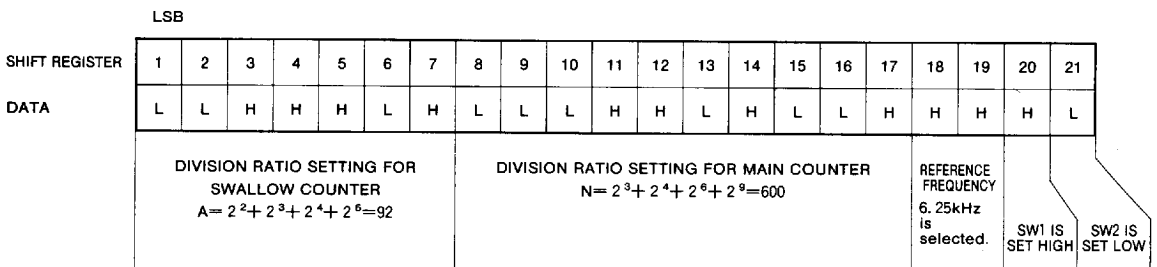 LSB
SHIFT REGISTER 1 2 3 4 5 6 7 8 9 10 11 12 13 14 15 16 17 18 19 20 21
DATA L L H H H L H L L L H H L H L L H H H H L
DIVISION RATIO SETTING FOR
SWALLOW COUNTER
A= 2²+ 2³+ 2⁴+ 2⁶=92
DIVISION RATIO SETTING FOR MAIN COUNTER
N= 2³+ 2⁴+ 2⁶+ 2⁹=600
REFERENCE
FREQUENCY
6.25kHz
is
selected.
SW1 IS
SET HIGH
SW2 IS
SET LOW